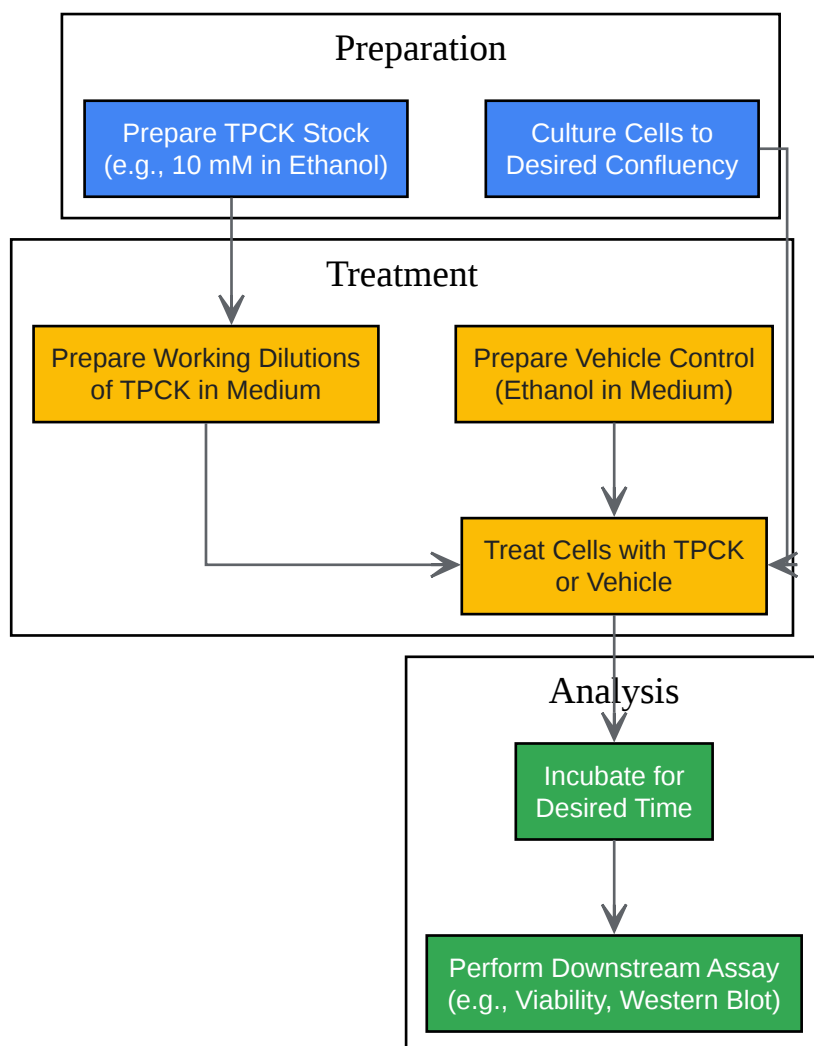 Preparation
Prepare TPCK Stock
(e.g., 10 mM in Ethanol)
Culture Cells to
Desired Confluency
Treatment
Prepare Working Dilutions
of TPCK in Medium
Prepare Vehicle Control
(Ethanol in Medium)
Treat Cells with TPCK
or Vehicle
Analysis
Incubate for
Desired Time
Perform Downstream Assay
(e.g., Viability, Western Blot)